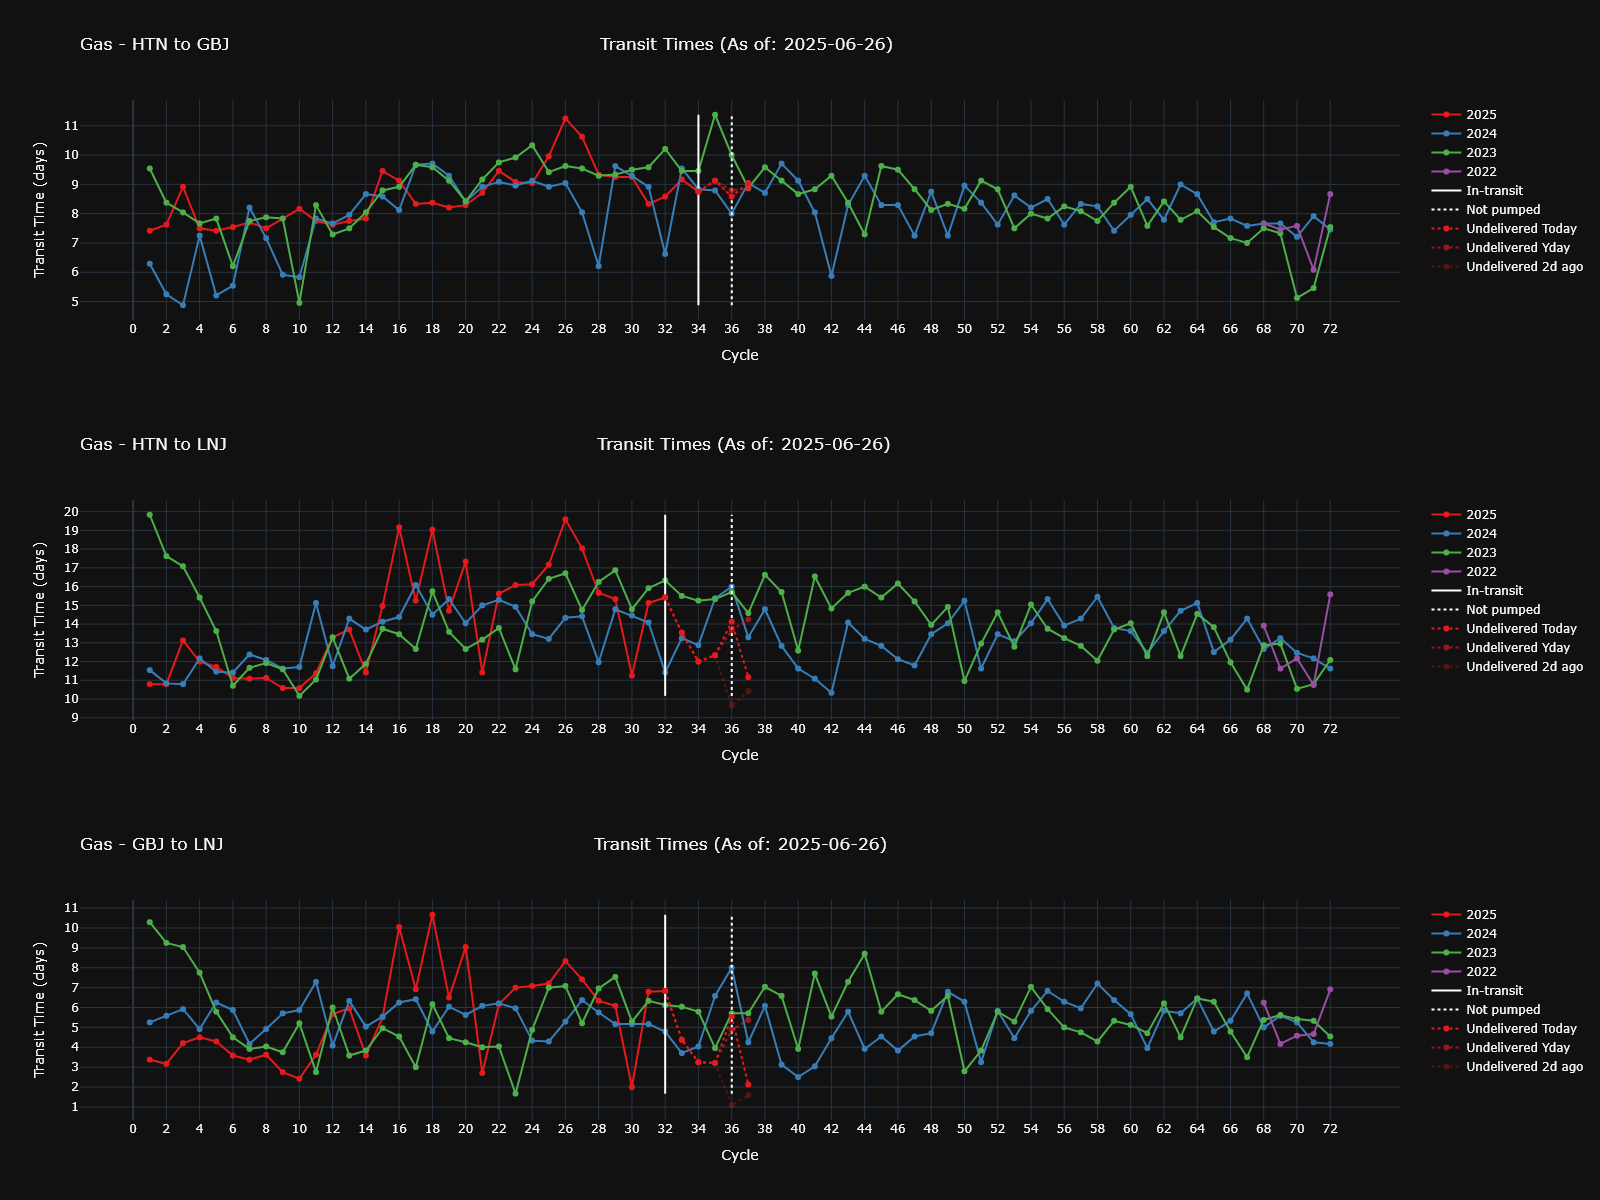 Gas - HTN to GBJ
Transit Times (As of: 2025-06-26)
Transit Time (days)
11
10
9
8
7
6
5
0 2 4 6 8 10 12 14 16 18 20 22 24 26 28 30 32 34 36 38 40 42 44 46 48 50 52 54 56 58 60 62 64 66 68 70 72
Cycle
2025
2024
2023
2022
In-transit
Not pumped
Undelivered Today
Undelivered Yday
Undelivered 2d ago
Gas - HTN to LNJ
Transit Times (As of: 2025-06-26)
Transit Time (days)
20
19
18
17
16
15
14
13
12
11
10
9
0 2 4 6 8 10 12 14 16 18 20 22 24 26 28 30 32 34 36 38 40 42 44 46 48 50 52 54 56 58 60 62 64 66 68 70 72
Cycle
2025
2024
2023
2022
In-transit
Not pumped
Undelivered Today
Undelivered Yday
Undelivered 2d ago
Gas - GBJ to LNJ
Transit Times (As of: 2025-06-26)
Transit Time (days)
11
10
9
8
7
6
5
4
3
2
1
0 2 4 6 8 10 12 14 16 18 20 22 24 26 28 30 32 34 36 38 40 42 44 46 48 50 52 54 56 58 60 62 64 66 68 70 72
Cycle
2025
2024
2023
2022
In-transit
Not pumped
Undelivered Today
Undelivered Yday
Undelivered 2d ago